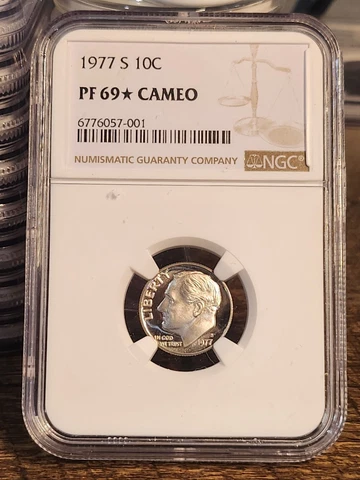 1977 S 10C
PF 69★ CAMEO
6776057-001
NUMISMATIC GUARANTY COMPANY
NGC®
LIBERTY
IN GOD
WE TRUST
S
1977